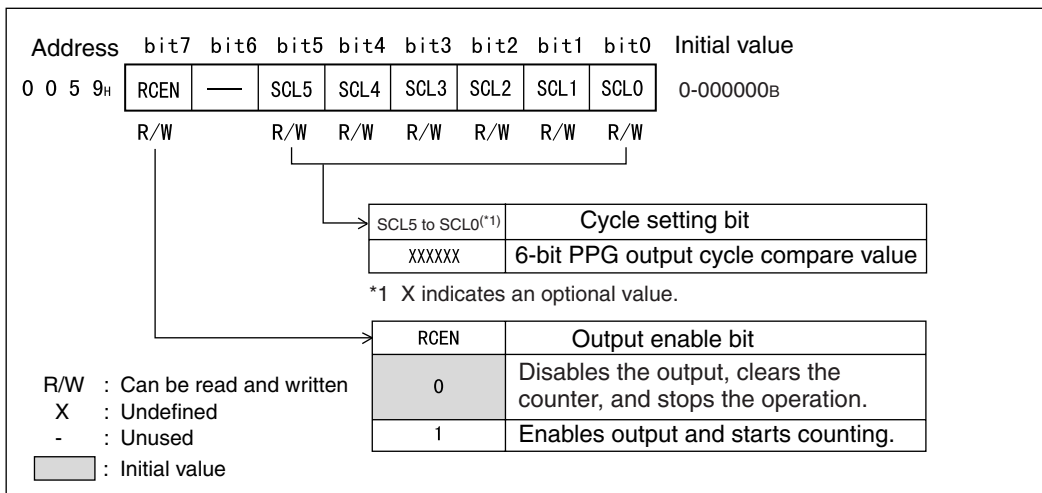 Address bit7 bit6 bit5 bit4 bit3 bit2 bit1 bit0 Initial value
0 0 5 9H RCEN — SCL5 SCL4 SCL3 SCL2 SCL1 SCL0 0-000000B
R/W R/W R/W R/W R/W R/W R/W
SCL5 to SCL0(*1) Cycle setting bit
XXXXXX 6-bit PPG output cycle compare value
*1 X indicates an optional value.
RCEN Output enable bit
0 Disables the output, clears the
counter, and stops the operation.
1 Enables output and starts counting.
R/W : Can be read and written
X : Undefined
- : Unused
: Initial value